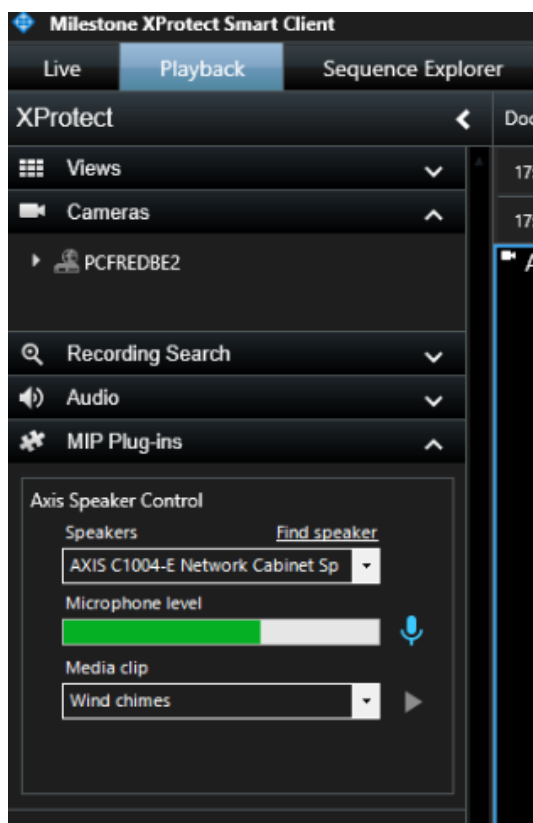 Milestone XProtect Smart Client
Live Playback Sequence Explorer
XProtect
Views
Cameras
PCFREDBE2
Recording Search
Audio
MIP Plug-ins
Axis Speaker Control
Speakers Find speaker
AXIS C1004-E Network Cabinet Sp
Microphone level
Media clip
Wind chimes